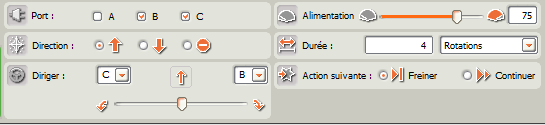 Port : A B C
Alimentation 75
Direction :
Durée : 4 Rotations
Diriger : C B
Action suivante : Freiner Continuer